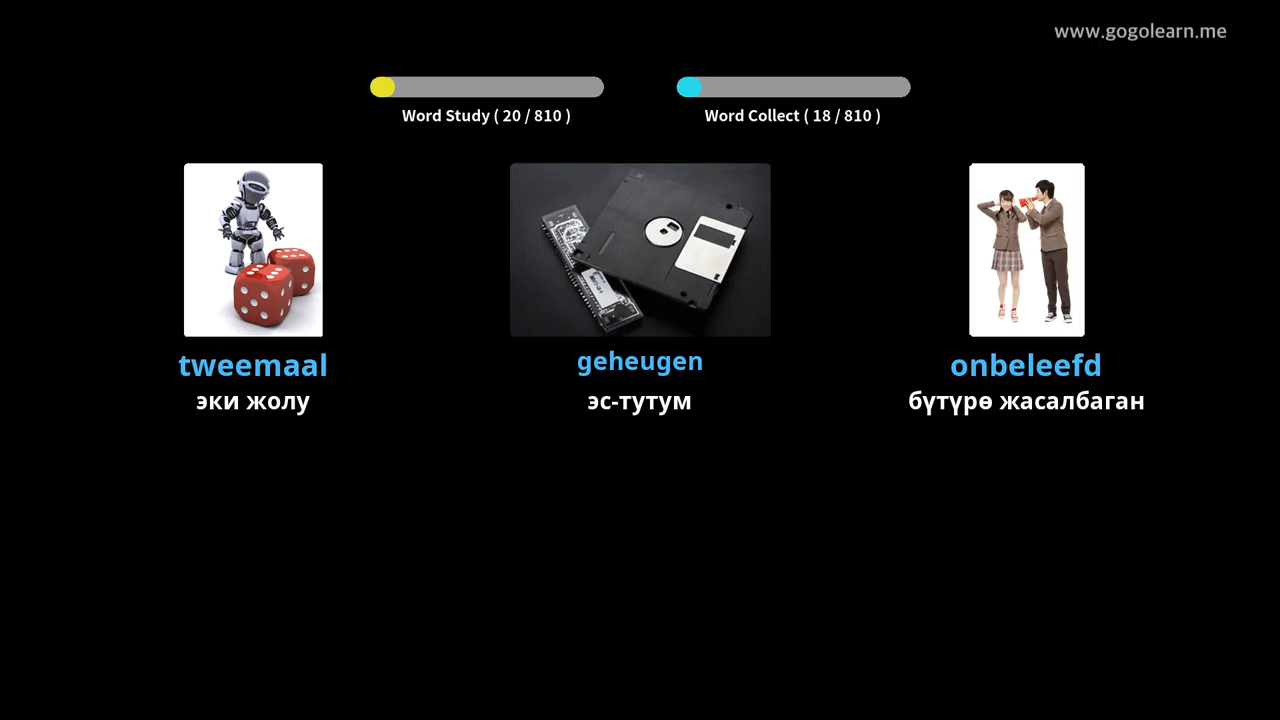 www.gogolearn.me
Word Study ( 20 / 810 )
Word Collect ( 18 / 810 )
tweemaal
geheugen
onbeleefd
эки жолу
эс-тутум
бүтүрө жасалбаган